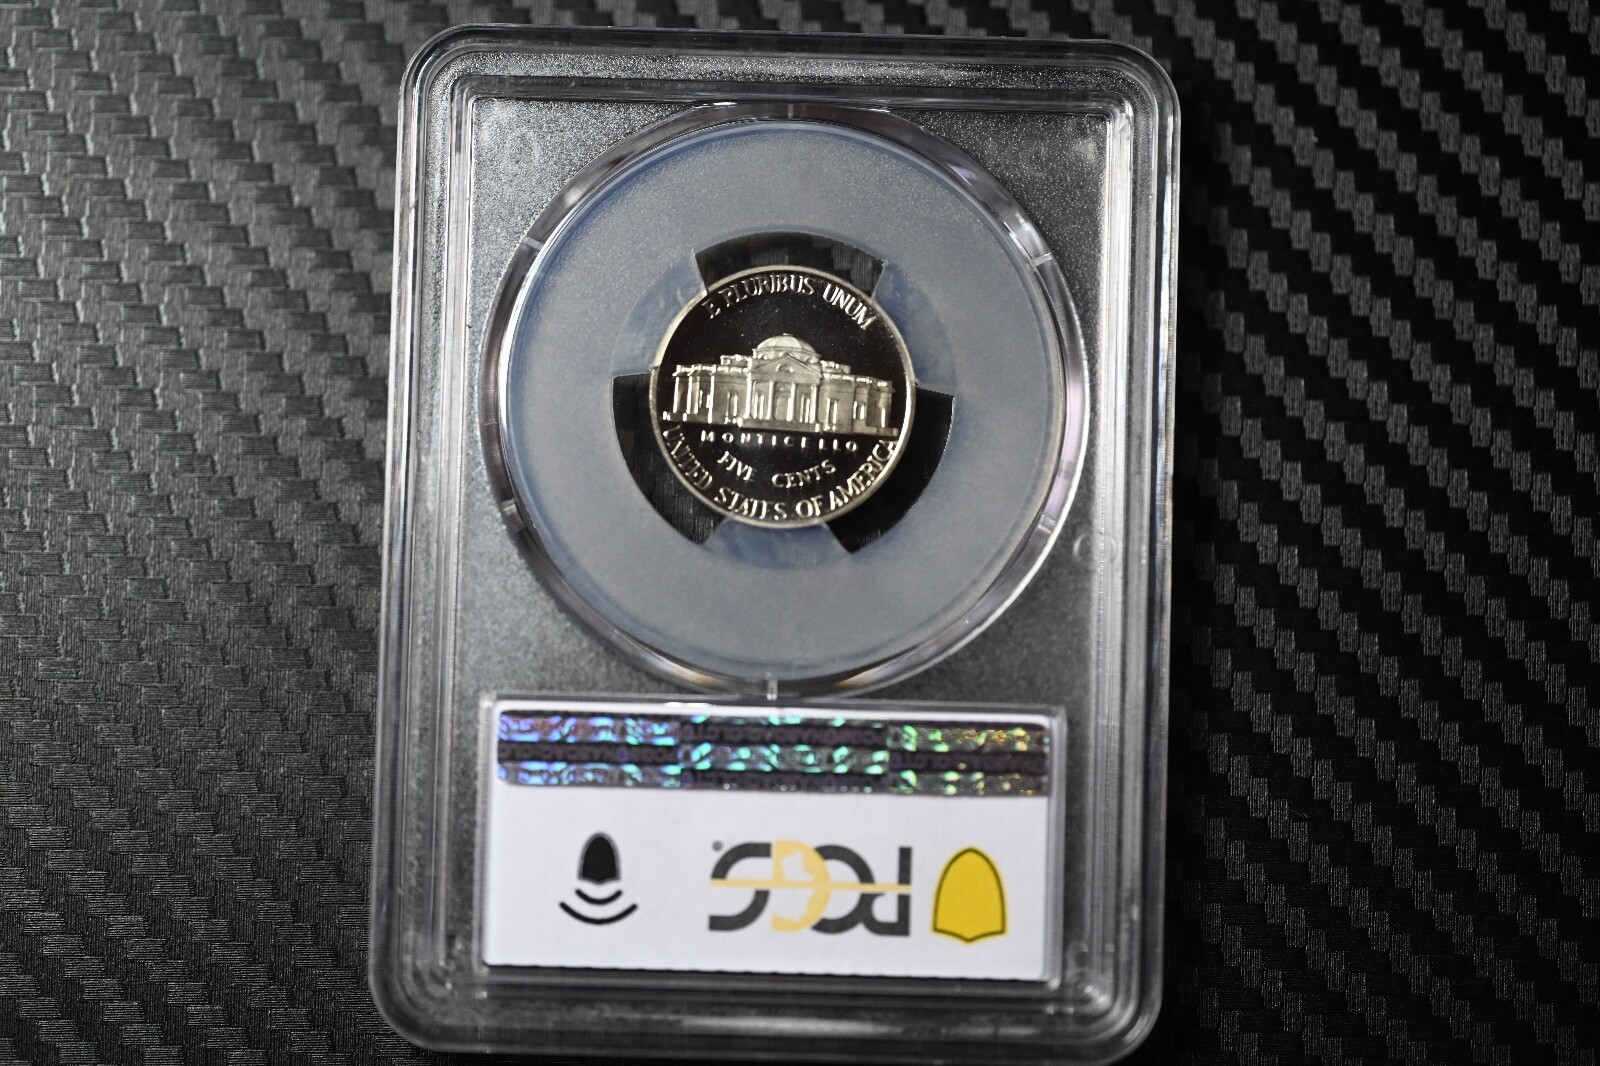 E PLURIBUS UNUM
MONTICELLO
FIVE CENTS
UNITED STATES OF AMERICA
PCGS